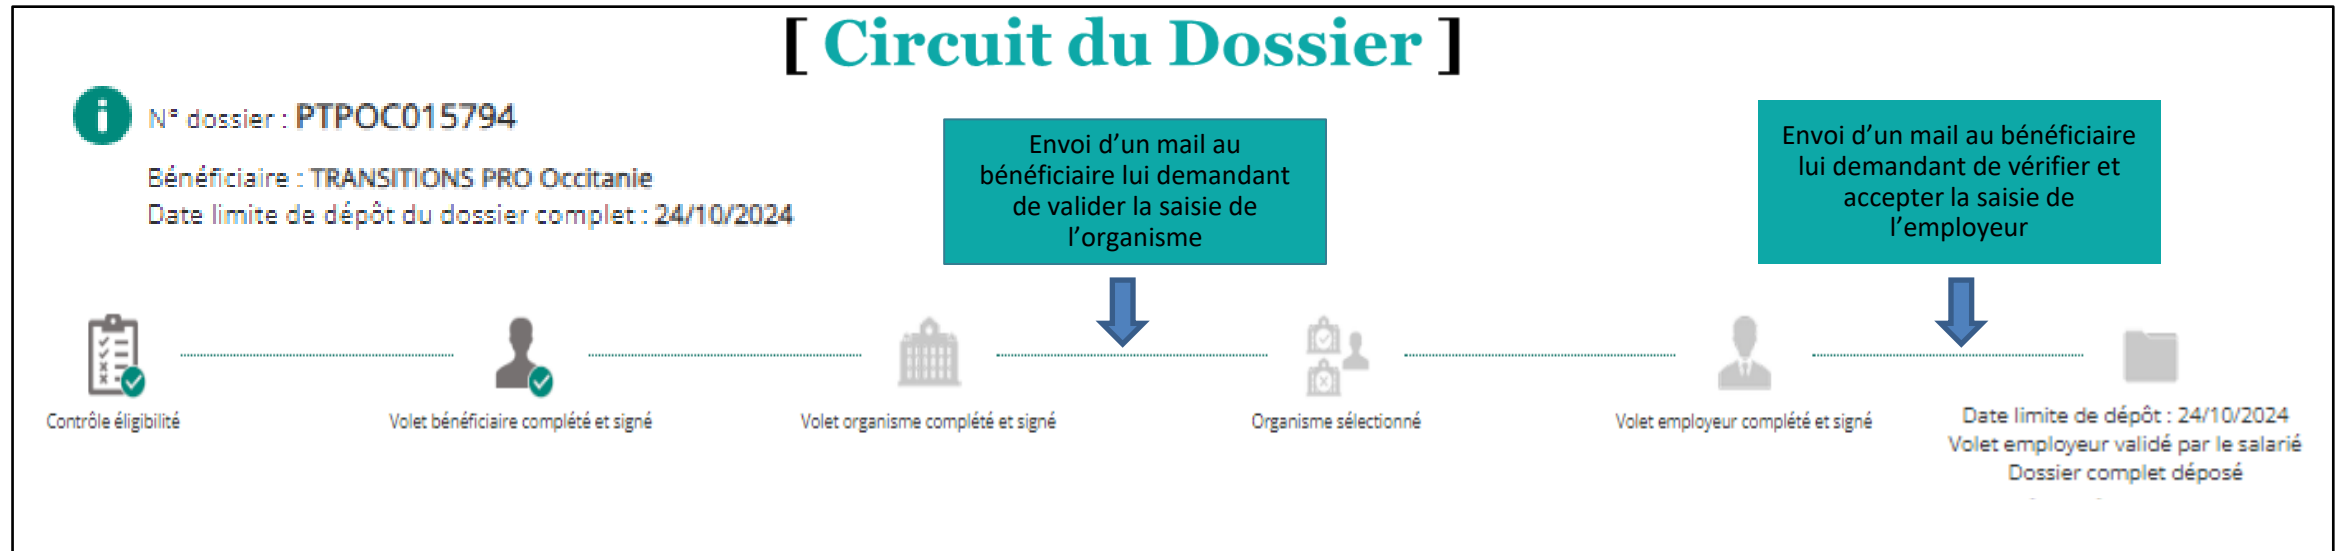 [ Circuit du Dossier ]
N° dossier : PTPOC015794
Bénéficiaire : TRANSITIONS PRO Occitanie
Date limite de dépôt du dossier complet : 24/10/2024
Envoi d’un mail au
bénéficiaire lui demandant
de valider la saisie de
l’organisme
Envoi d’un mail au bénéficiaire
lui demandant de vérifier et
accepter la saisie de
l’employeur
Contrôle éligibilité
Volet bénéficiaire complété et signé
Volet organisme complété et signé
Organisme sélectionné
Volet employeur complété et signé
Date limite de dépôt : 24/10/2024
Volet employeur validé par le salarié
Dossier complet déposé